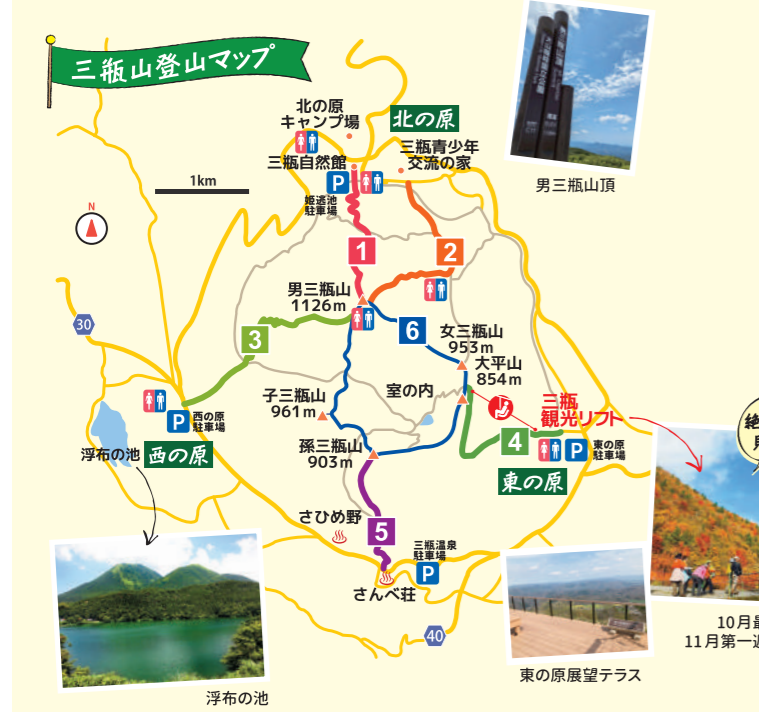 三瓶山登山マップ
北の原
キャンプ場
北の原
三瓶自然館
三瓶青少年
交流の家
P
姫逃池
駐車場
1km
N
男三瓶山頂
1
2
男三瓶山
1126m
30
3
6
女三瓶山
953m
大平山
854m
子三瓶山
961m
室の内
三瓶
観光リフト
P
西の原
駐車場
浮布の池
西の原
孫三瓶山
903m
4
P
東の原
駐車場
東の原
さひめ野
5
三瓶温泉
駐車場
P
さんべ荘
40
10月
11月第一
東の原展望テラス
浮布の池